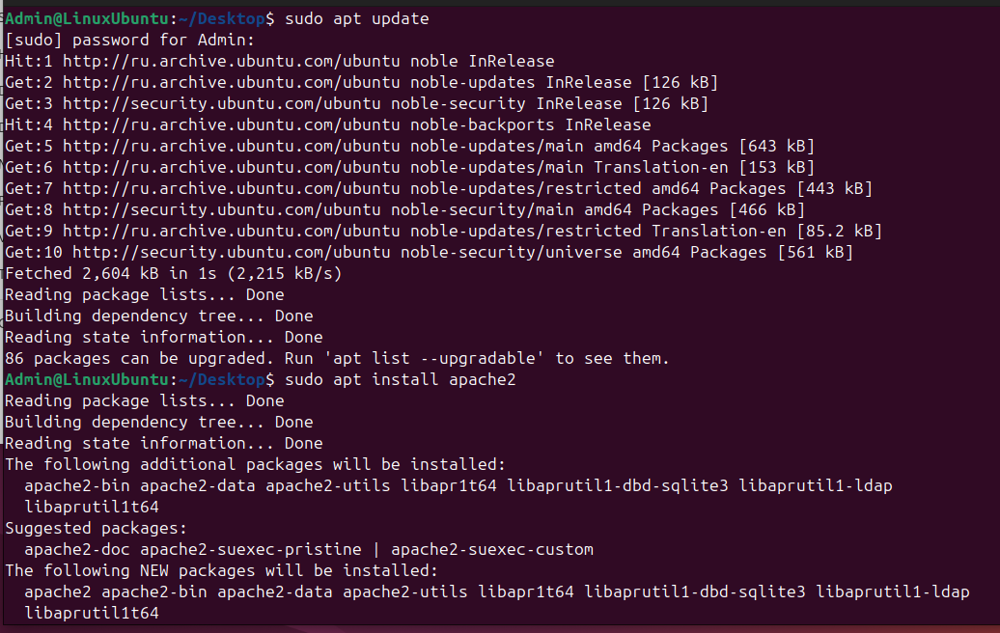 Admin@LinuxUbuntu:~/Desktop$ sudo apt update
[sudo] password for Admin:
Hit:1 http://ru.archive.ubuntu.com/ubuntu noble InRelease
Get:2 http://ru.archive.ubuntu.com/ubuntu noble-updates InRelease [126 kB]
Get:3 http://security.ubuntu.com/ubuntu noble-security InRelease [126 kB]
Hit:4 http://ru.archive.ubuntu.com/ubuntu noble-backports InRelease
Get:5 http://ru.archive.ubuntu.com/ubuntu noble-updates/main amd64 Packages [643 kB]
Get:6 http://ru.archive.ubuntu.com/ubuntu noble-updates/main Translation-en [153 kB]
Get:7 http://ru.archive.ubuntu.com/ubuntu noble-updates/restricted amd64 Packages [443 kB]
Get:8 http://security.ubuntu.com/ubuntu noble-security/main amd64 Packages [466 kB]
Get:9 http://ru.archive.ubuntu.com/ubuntu noble-updates/restricted Translation-en [85.2 kB]
Get:10 http://security.ubuntu.com/ubuntu noble-security/universe amd64 Packages [561 kB]
Fetched 2,604 kB in 1s (2,215 kB/s)
Reading package lists... Done
Building dependency tree... Done
Reading state information... Done
86 packages can be upgraded. Run 'apt list --upgradable' to see them.
Admin@LinuxUbuntu:~/Desktop$ sudo apt install apache2
Reading package lists... Done
Building dependency tree... Done
Reading state information... Done
The following additional packages will be installed:
  apache2-bin apache2-data apache2-utils libapr1t64 libaprutil1-dbd-sqlite3 libaprutil1-ldap
  libaprutil1t64
Suggested packages:
  apache2-doc apache2-suexec-pristine | apache2-suexec-custom
The following NEW packages will be installed:
  apache2 apache2-bin apache2-data apache2-utils libapr1t64 libaprutil1-dbd-sqlite3 libaprutil1-ldap
  libaprutil1t64